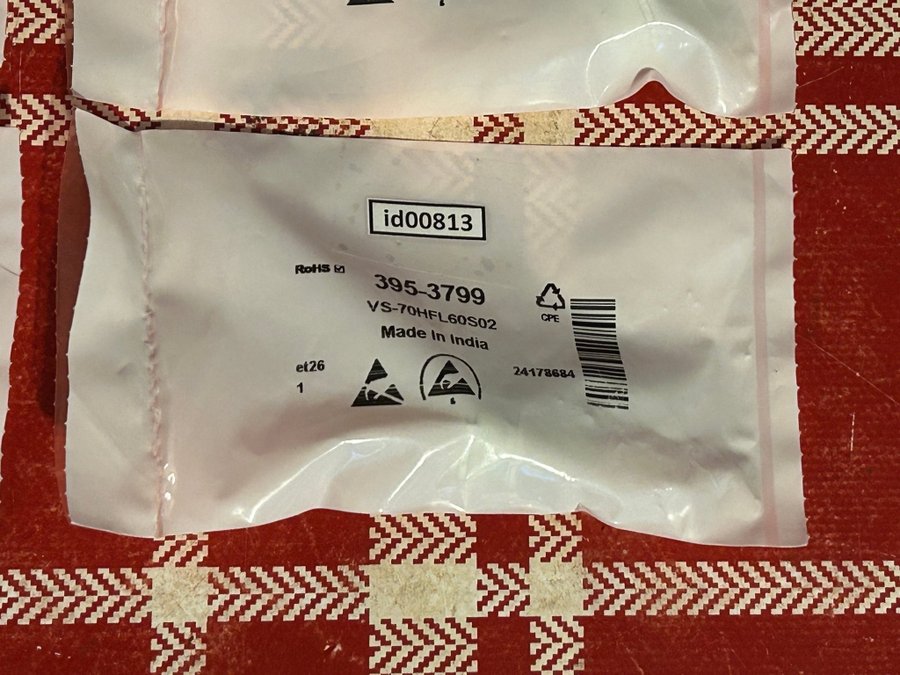 id00813
RoHS
395-3799
VS-70HFL60S02
Made in India
CPE
et26
1
24178684